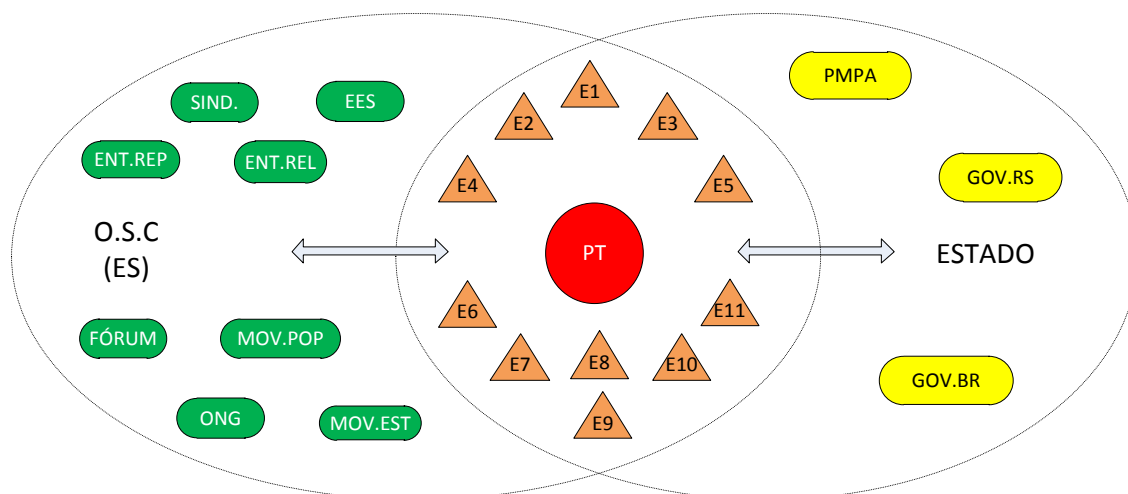 SIND.
EES
ENT.REP
ENT.REL
O.S.C
(ES)
FÓRUM
MOV.POP
ONG
MOV.EST
E1
E2
E3
E4
E5
PT
E6
E11
E7
E8
E10
E9
PMPA
GOV.RS
ESTADO
GOV.BR